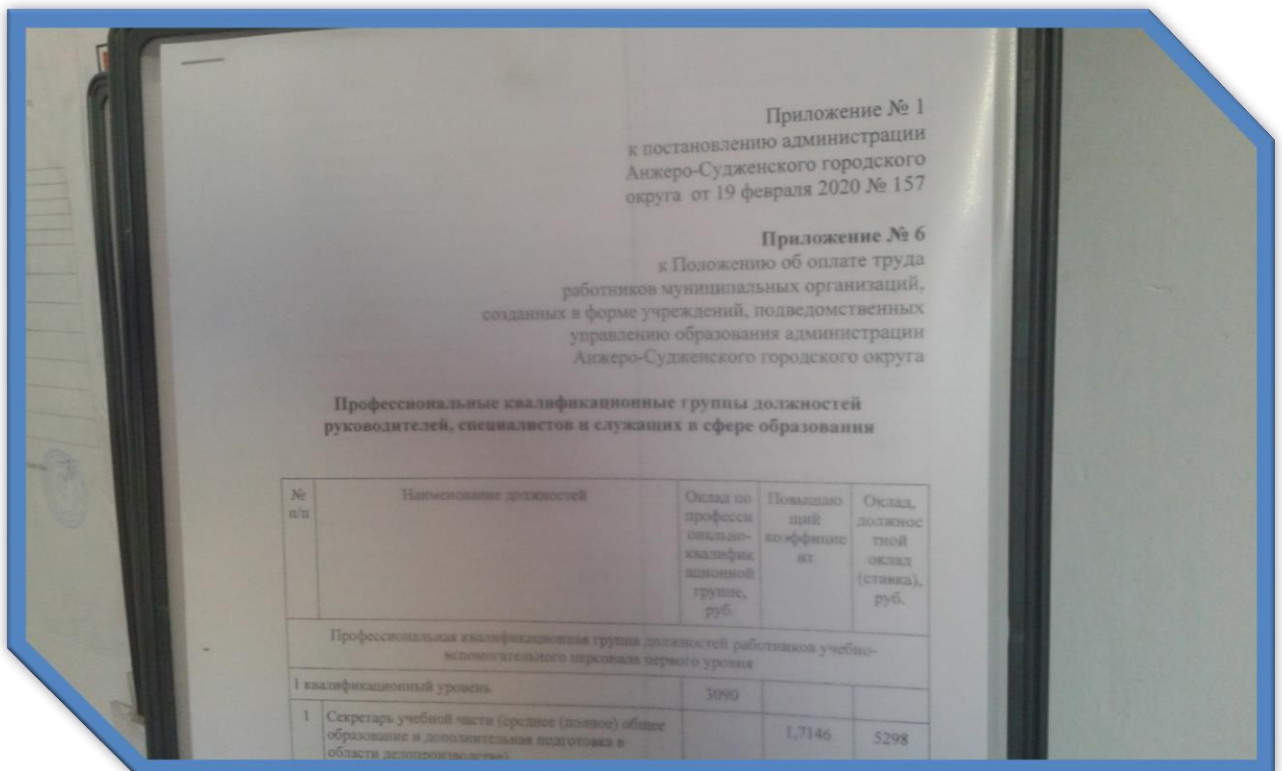 Приложение № 1
к постановлению администрации
Анжеро-Судженского городского
округа от 19 февраля 2020 № 157
Приложение № 6
к Положению об оплате труда
работников муниципальных организаций,
созданных в форме учреждений, подведомственных
управлению образования администрации
Анжеро-Судженского городского округа
Профессиональные квалификационные группы должностей
руководителей, специалистов и служащих в сфере образования
№
п/п
Наименование должностей
Оклад по
професси
онально-
квалифик
ационной
группе,
руб.
Повышаю
щий
коэффицие
нт
Оклад,
должнос
тной
оклад
(ставка),
руб.
Профессиональная квалификационная группа должностей работников учебно-
вспомогательного персонала первого уровня
1 квалификационный уровень
3090
1
Секретарь учебной части (среднее (полное) общее
образование и дополнительная подготовка в
области делопроизводства)
1,7146
5298